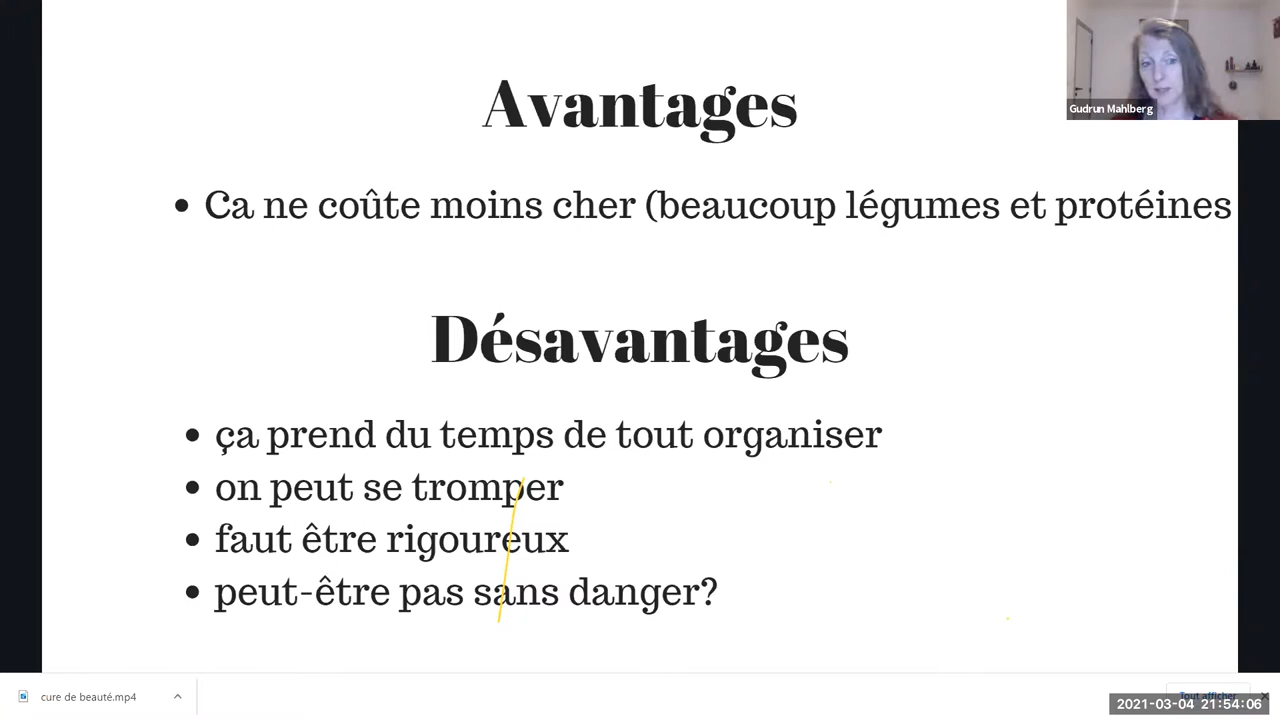 Avantages
Gudrun Mahlberg
• Ca ne coûte moins cher (beaucoup légumes et protéines
Désavantages
• ça prend du temps de tout organiser
• on peut se tromper
• faut être rigoureux
• peut-être pas sans danger?
cure de beauté.mp4
Tout afficher
2021-03-04 21:54:06